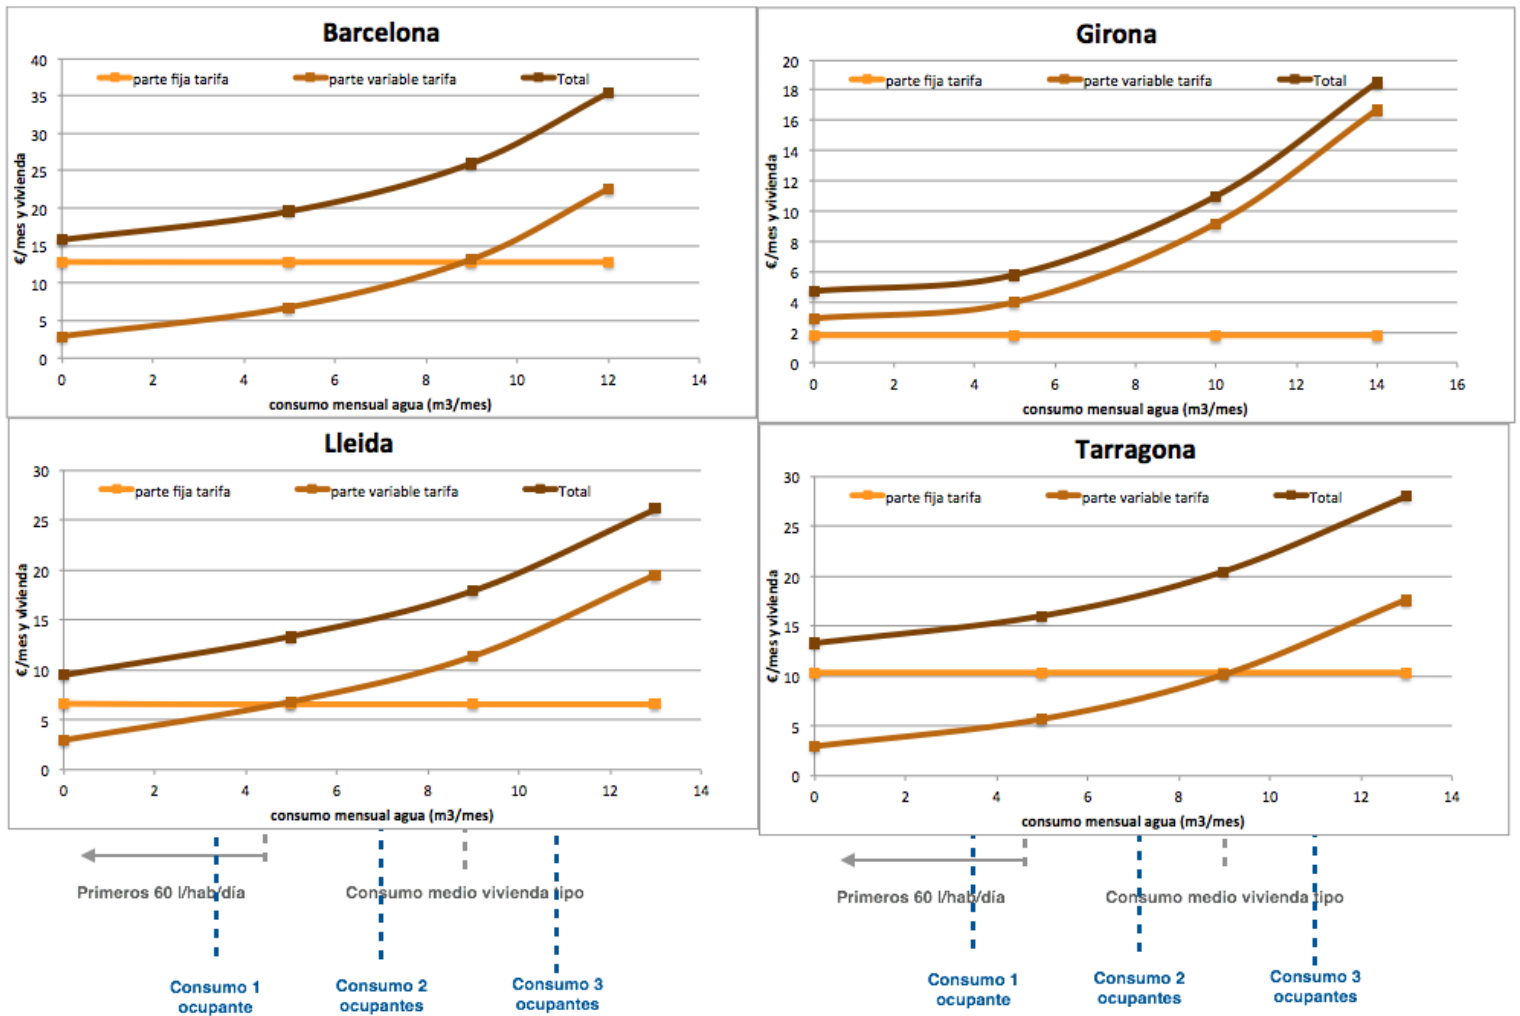 Barcelona
40
35
30
25
20
15
10
5
0
parte fija tarifa
parte variable tarifa
Total
€/mes y vivienda
0 2 4 6 8 10 12 14
consumo mensual agua (m3/mes)
Girona
20
18
16
14
12
10
8
6
4
2
0
parte fija tarifa
parte variable tarifa
Total
€/mes y vivienda
0 2 4 6 8 10 12 14 16
consumo mensual agua (m3/mes)
Lleida
30
25
20
15
10
5
0
parte fija tarifa
parte variable tarifa
Total
€/mes y vivienda
0 2 4 6 8 10 12 14
consumo mensual agua (m3/mes)
Tarragona
30
25
20
15
10
5
0
parte fija tarifa
parte variable tarifa
Total
€/mes y vivienda
0 2 4 6 8 10 12 14
consumo mensual agua (m3/mes)
Primeros 60 l/hab/día
Consumo medio vivienda tipo
Consumo 1
ocupante
Consumo 2
ocupantes
Consumo 3
ocupantes
Primeros 60 l/hab/día
Consumo medio vivienda tipo
Consumo 1
ocupante
Consumo 2
ocupantes
Consumo 3
ocupantes